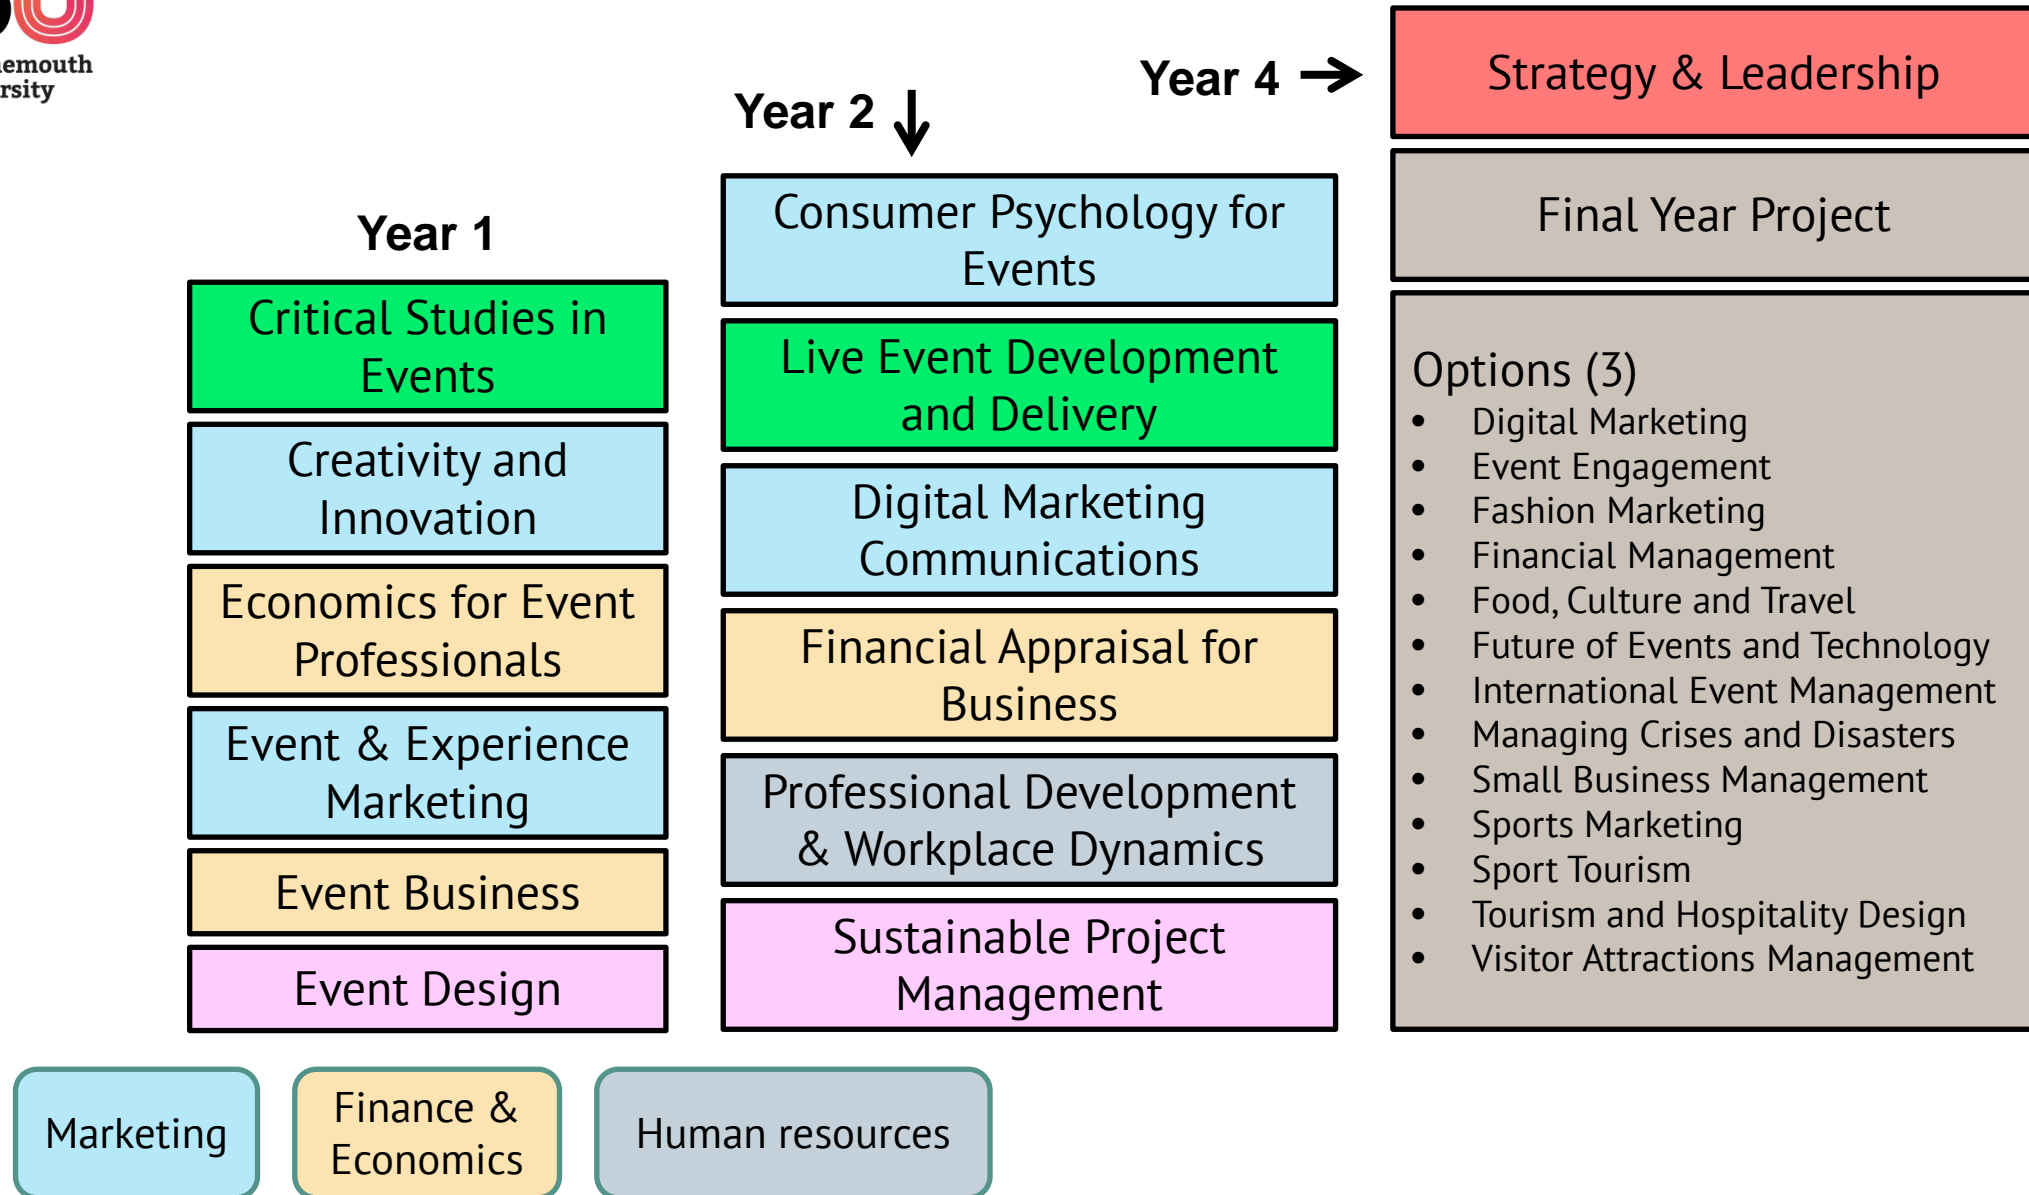 Year 1
Critical Studies in
Events
Creativity and
Innovation
Economics for Event
Professionals
Event & Experience
Marketing
Event Business
Event Design
Year 2
Consumer Psychology for
Events
Live Event Development
and Delivery
Digital Marketing
Communications
Financial Appraisal for
Business
Professional Development
& Workplace Dynamics
Sustainable Project
Management
Year 4
Strategy & Leadership
Final Year Project
Options (3)
• Digital Marketing
• Event Engagement
• Fashion Marketing
• Financial Management
• Food, Culture and Travel
• Future of Events and Technology
• International Event Management
• Managing Crises and Disasters
• Small Business Management
• Sports Marketing
• Sport Tourism
• Tourism and Hospitality Design
• Visitor Attractions Management
Marketing
Finance &
Economics
Human resources